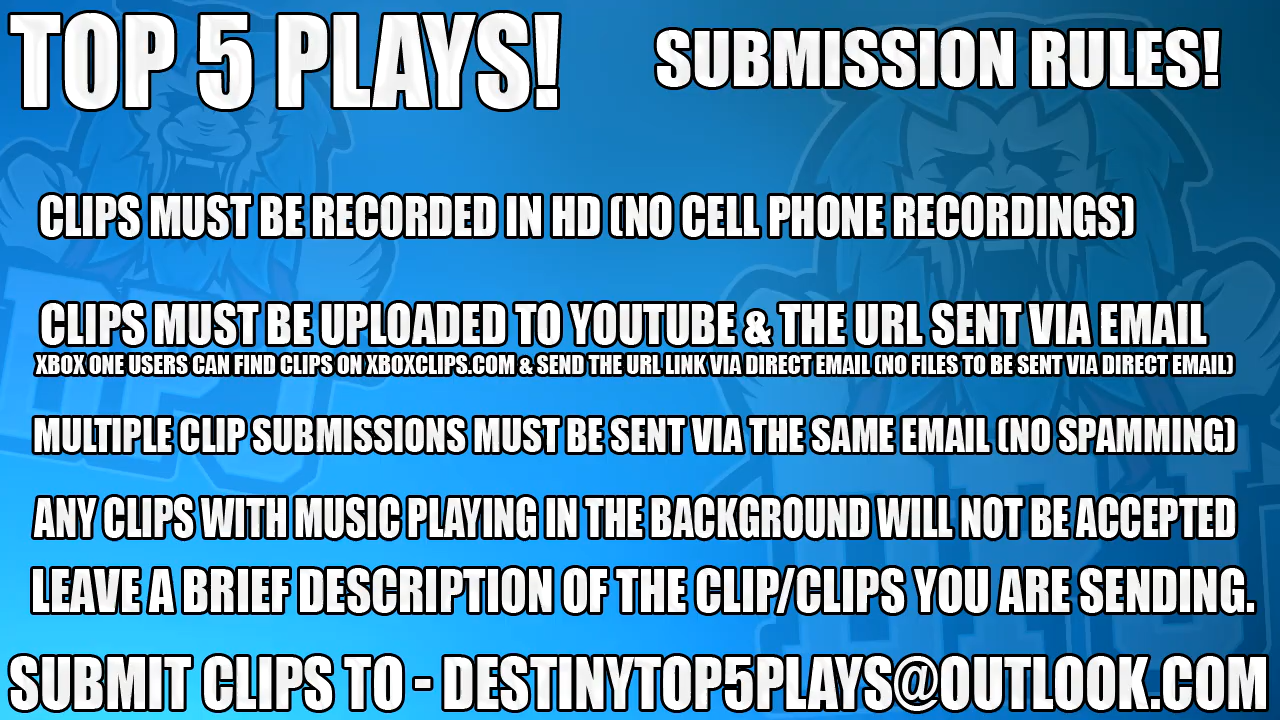 TOP 5 PLAYS!
SUBMISSION RULES!
CLIPS MUST BE RECORDED IN HD (NO CELL PHONE RECORDINGS)
CLIPS MUST BE UPLOADED TO YOUTUBE & THE URL SENT VIA EMAIL
XBOX ONE USERS CAN FIND CLIPS ON XBOXCLIPS.COM & SEND THE URL LINK VIA DIRECT EMAIL (NO FILES TO BE SENT VIA DIRECT EMAIL)
MULTIPLE CLIP SUBMISSIONS MUST BE SENT VIA THE SAME EMAIL (NO SPAMMING)
ANY CLIPS WITH MUSIC PLAYING IN THE BACKGROUND WILL NOT BE ACCEPTED
LEAVE A BRIEF DESCRIPTION OF THE CLIP/CLIPS YOU ARE SENDING.
SUBMIT CLIPS TO - DESTINYTOP5PLAYS@OUTLOOK.COM